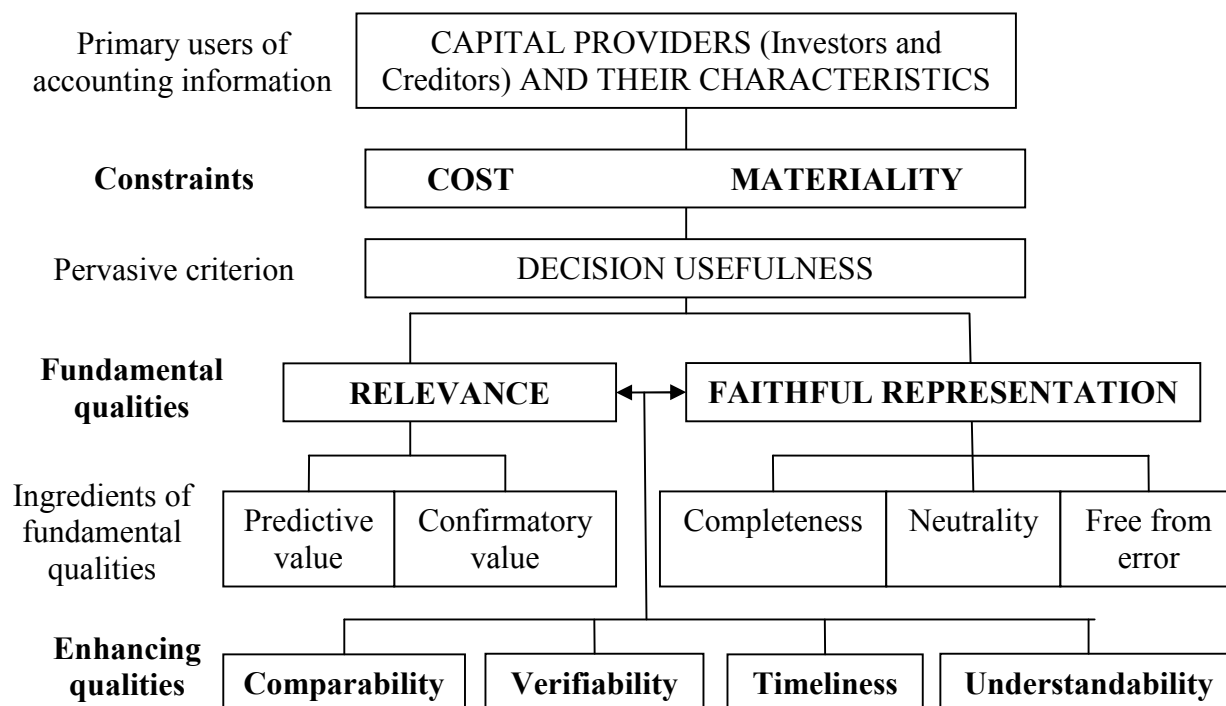 Primary users of
accounting information
CAPITAL PROVIDERS (Investors and
Creditors) AND THEIR CHARACTERISTICS
Constraints
COST
MATERIALITY
Pervasive criterion
DECISION USEFULNESS
Fundamental
qualities
RELEVANCE
FAITHFUL REPRESENTATION
Ingredients of
fundamental
qualities
Predictive
value
Confirmatory
value
Completeness
Neutrality
Free from
error
Enhancing
qualities
Comparability
Verifiability
Timeliness
Understandability